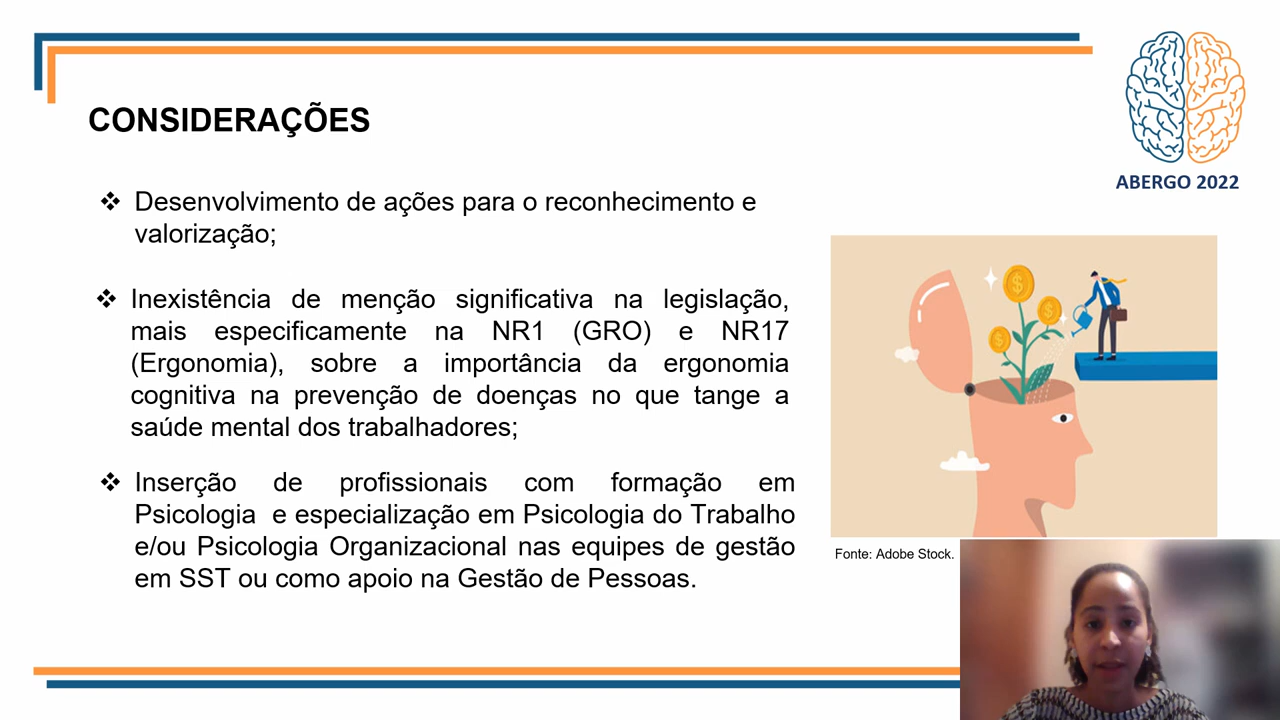 CONSIDERAÇÕES
ABERGO 2022
❖ Desenvolvimento de ações para o reconhecimento e
valorização;
❖ Inexistência de menção significativa na legislação,
mais especificamente na NR1 (GRO) e NR17
(Ergonomia), sobre a importância da ergonomia
cognitiva na prevenção de doenças no que tange a
saúde mental dos trabalhadores;
❖ Inserção de profissionais com formação em
Psicologia e especialização em Psicologia do Trabalho
e/ou Psicologia Organizacional nas equipes de gestão
em SST ou como apoio na Gestão de Pessoas.
$
$
$
Fonte: Adobe Stock.